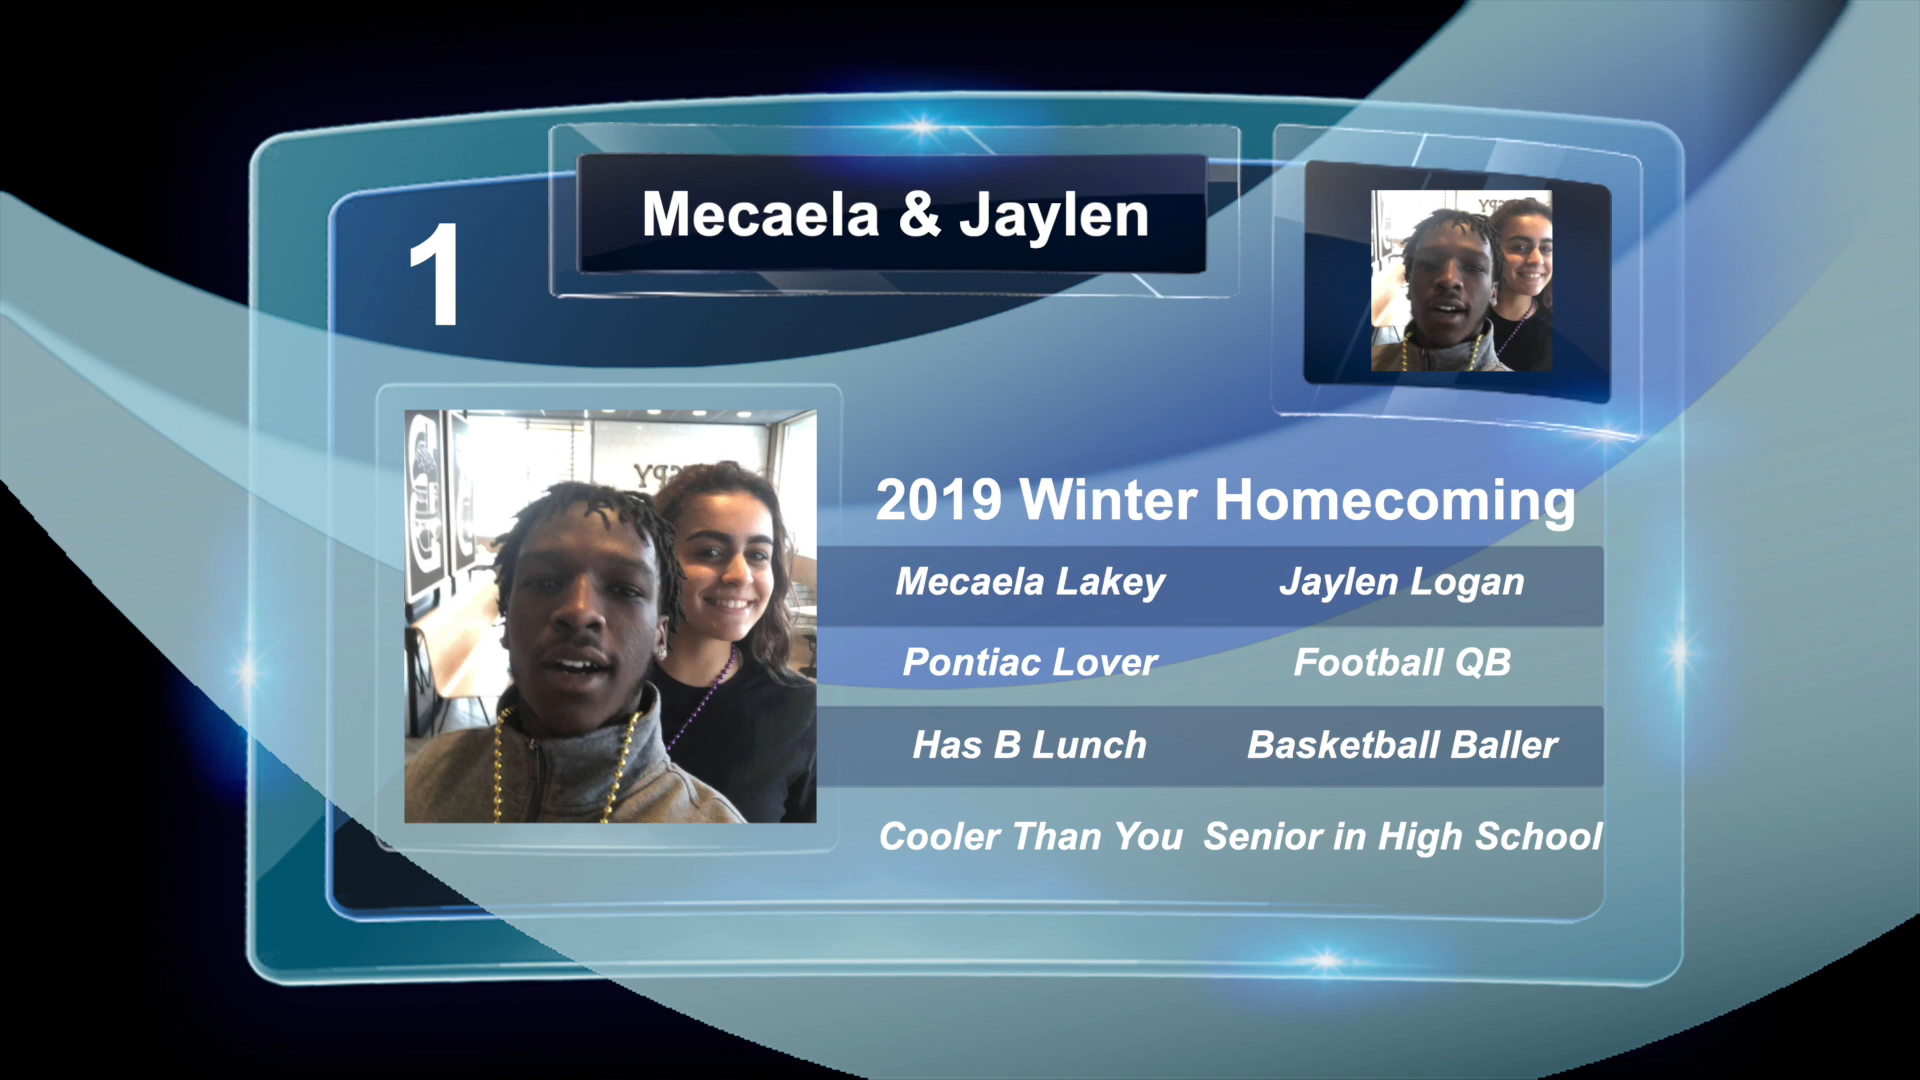 1
Mecaela & Jaylen
2019 Winter Homecoming
Mecaela Lakey Jaylen Logan
Pontiac Lover Football QB
Has B Lunch Basketball Baller
Cooler Than You Senior in High School